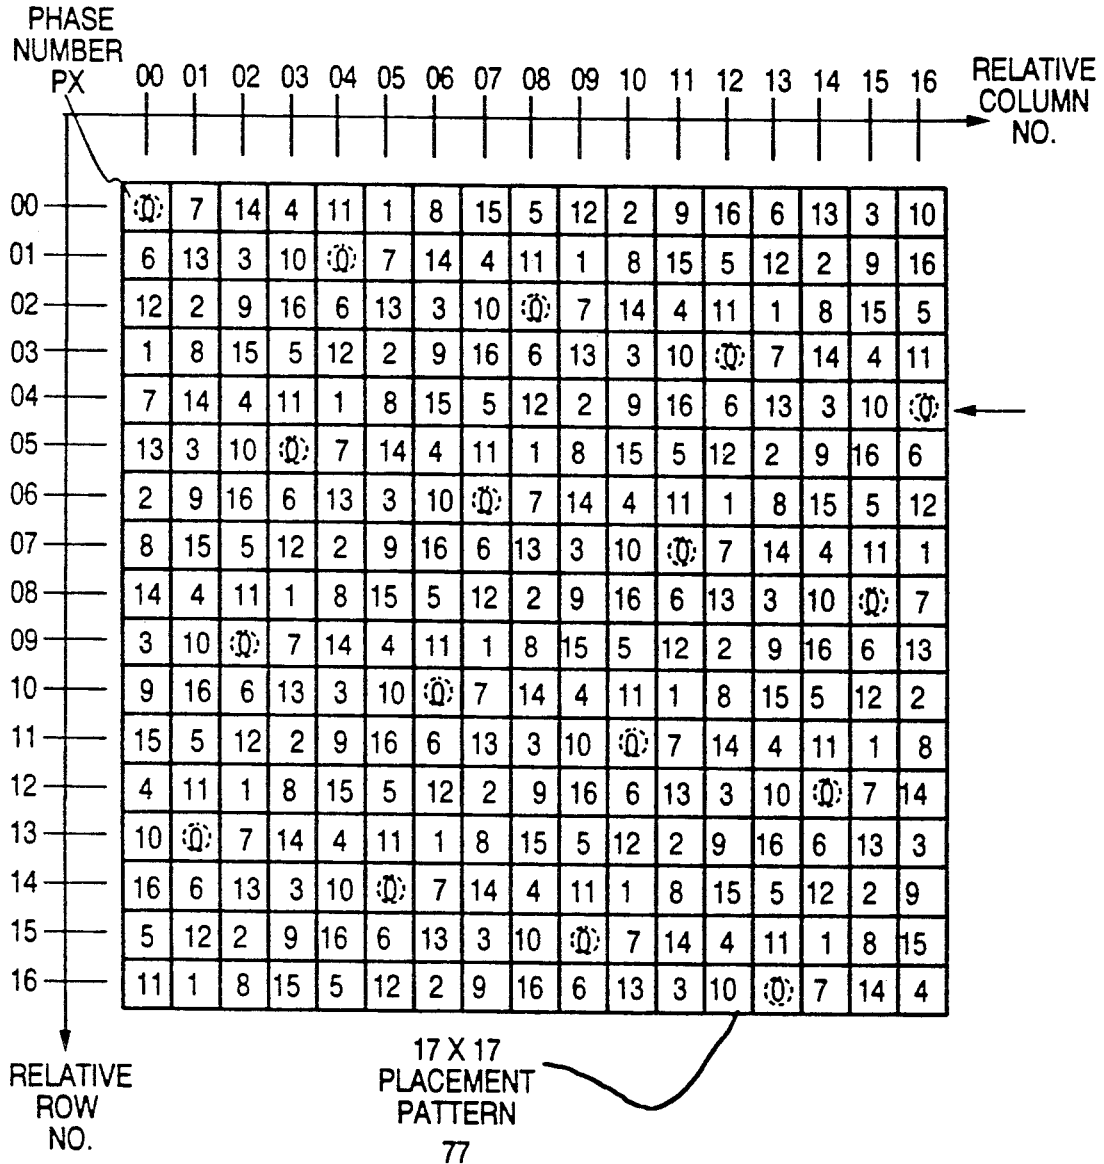 PHASE
NUMBER
PX
00 01 02 03 04 05 06 07 08 09 10 11 12 13 14 15 16
RELATIVE
COLUMN
NO.
00 0 7 14 4 11 1 8 15 5 12 2 9 16 6 13 3 10
01 6 13 3 10 0 7 14 4 11 1 8 15 5 12 2 9 16
02 12 2 9 16 6 13 3 10 0 7 14 4 11 1 8 15 5
03 1 8 15 5 12 2 9 16 6 13 3 10 0 7 14 4 11
04 7 14 4 11 1 8 15 5 12 2 9 16 6 13 3 10 0
05 13 3 10 0 7 14 4 11 1 8 15 5 12 2 9 16 6
06 2 9 16 6 13 3 10 0 7 14 4 11 1 8 15 5 12
07 8 15 5 12 2 9 16 6 13 3 10 0 7 14 4 11 1
08 14 4 11 1 8 15 5 12 2 9 16 6 13 3 10 0 7
09 3 10 0 7 14 4 11 1 8 15 5 12 2 9 16 6 13
10 9 16 6 13 3 10 0 7 14 4 11 1 8 15 5 12 2
11 15 5 12 2 9 16 6 13 3 10 0 7 14 4 11 1 8
12 4 11 1 8 15 5 12 2 9 16 6 13 3 10 0 7 14
13 10 0 7 14 4 11 1 8 15 5 12 2 9 16 6 13 3
14 16 6 13 3 10 0 7 14 4 11 1 8 15 5 12 2 9
15 5 12 2 9 16 6 13 3 10 0 7 14 4 11 1 8 15
16 11 1 8 15 5 12 2 9 16 6 13 3 10 0 7 14 4
RELATIVE
ROW
NO.
17 X 17
PLACEMENT
PATTERN
77